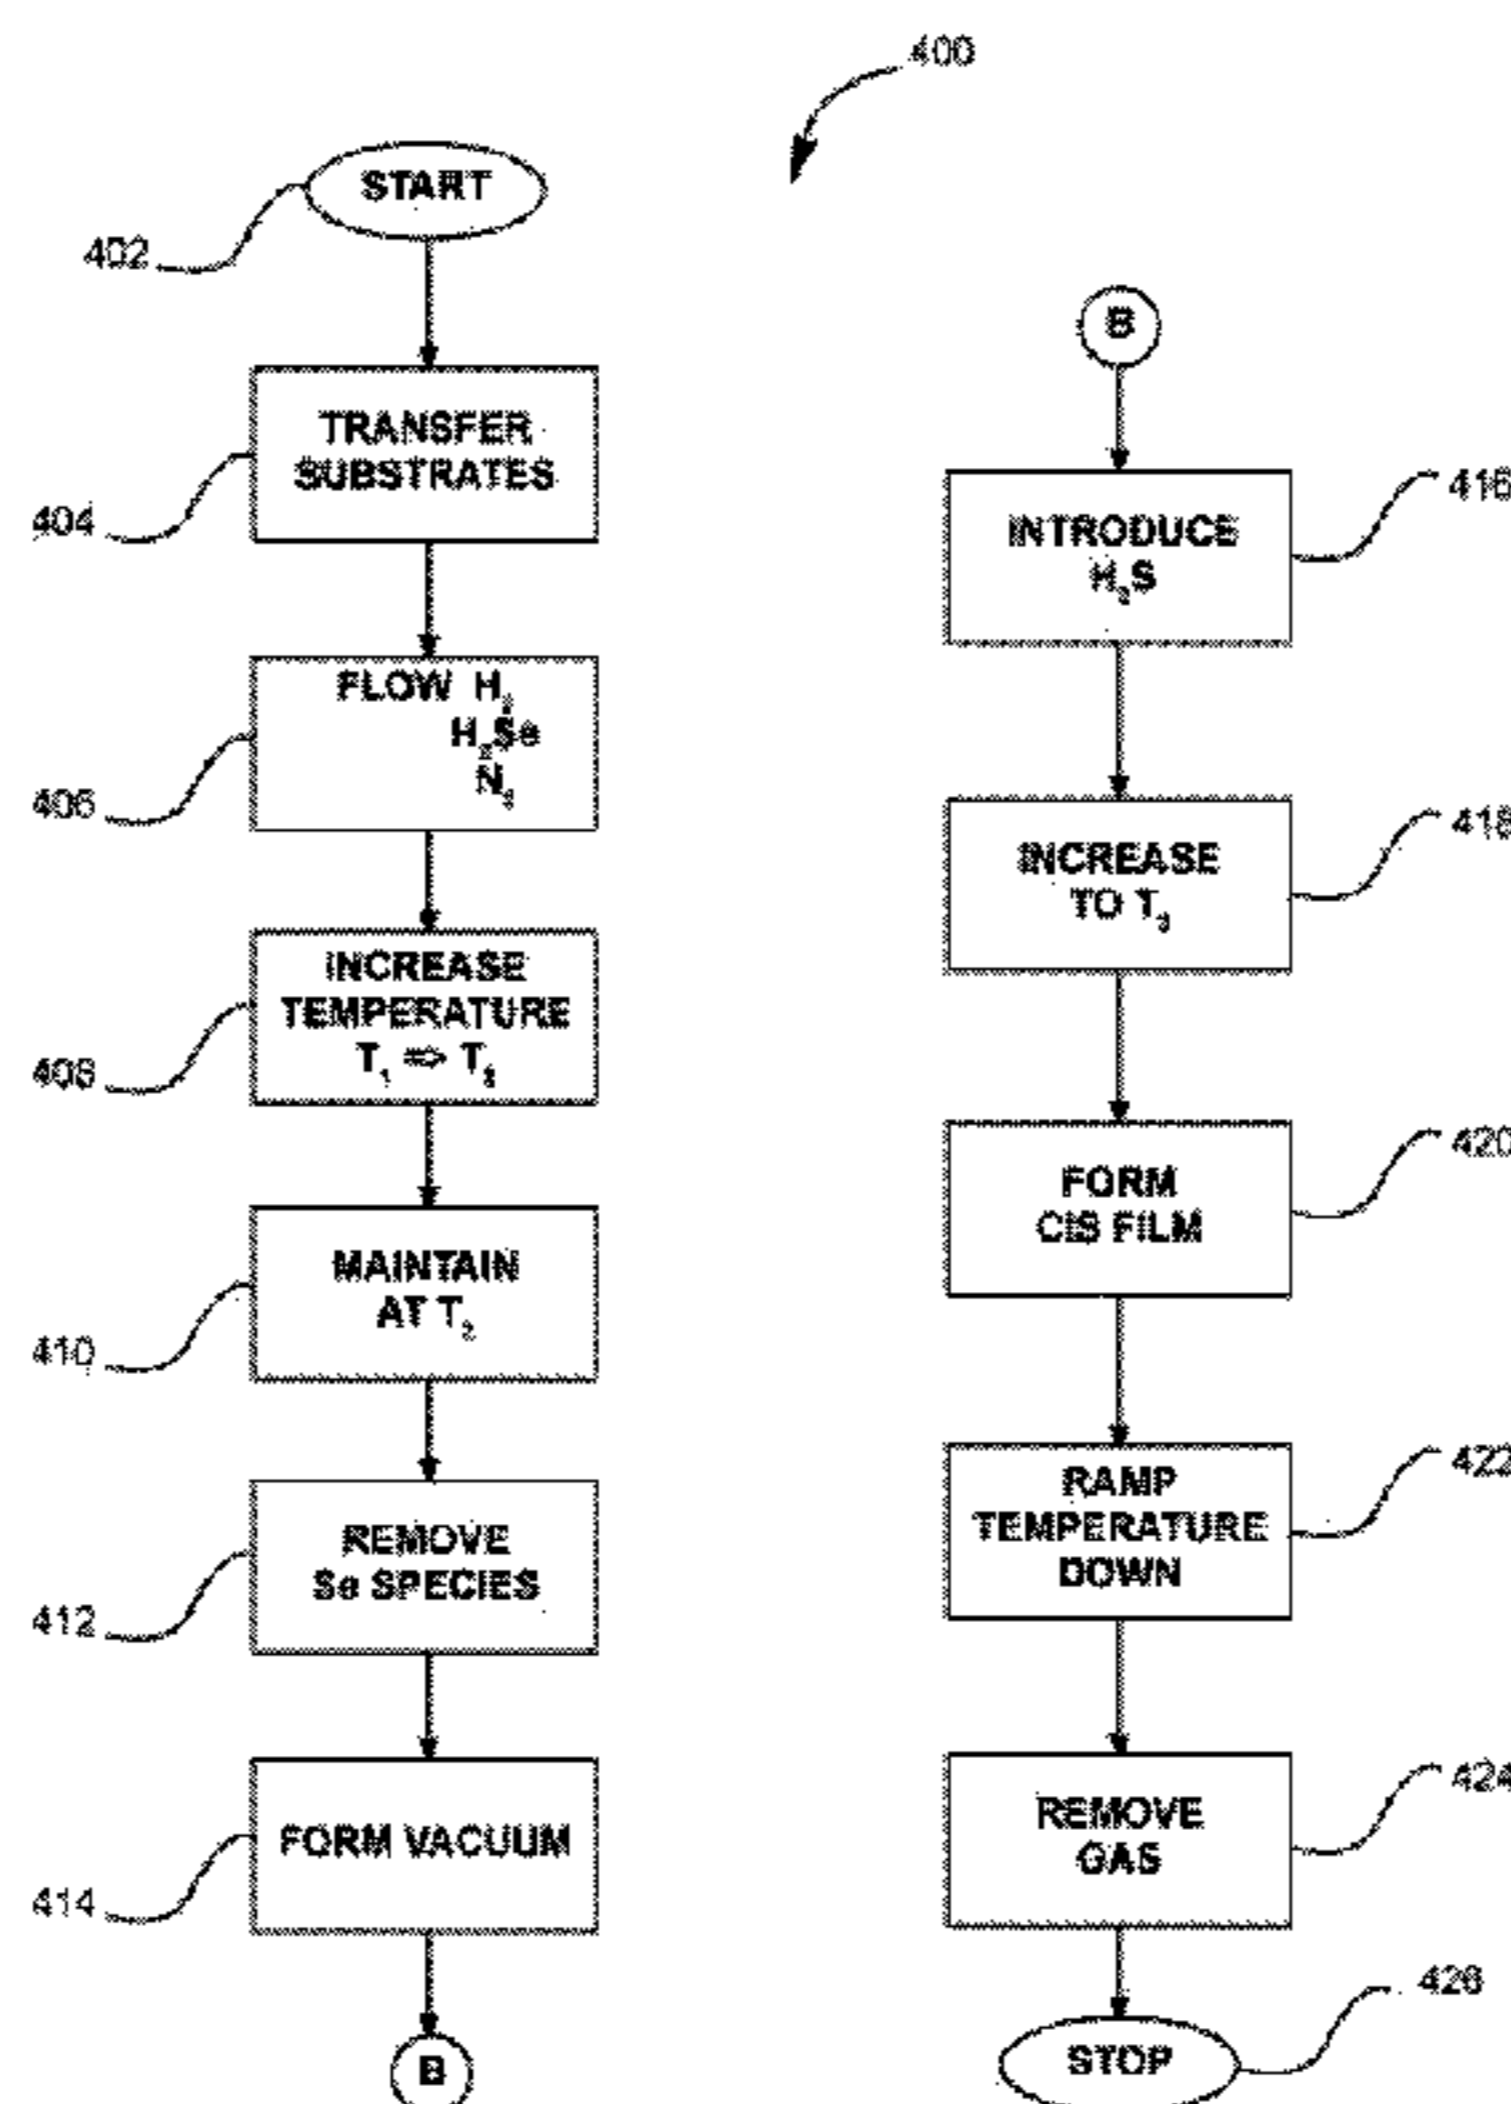 400
START
402
TRANSFER
SUBSTRATES
404
FLOW H₂
H₂Se
N₂
406
INCREASE
TEMPERATURE
T₁ => T₂
408
MAINTAIN
AT T₂
410
REMOVE
Se SPECIES
412
FORM VACUUM
414
B
B
INTRODUCE
H₂S
416
INCREASE
TO T₃
418
FORM
CIS FILM
420
RAMP
TEMPERATURE
DOWN
422
REMOVE
GAS
424
STOP
426